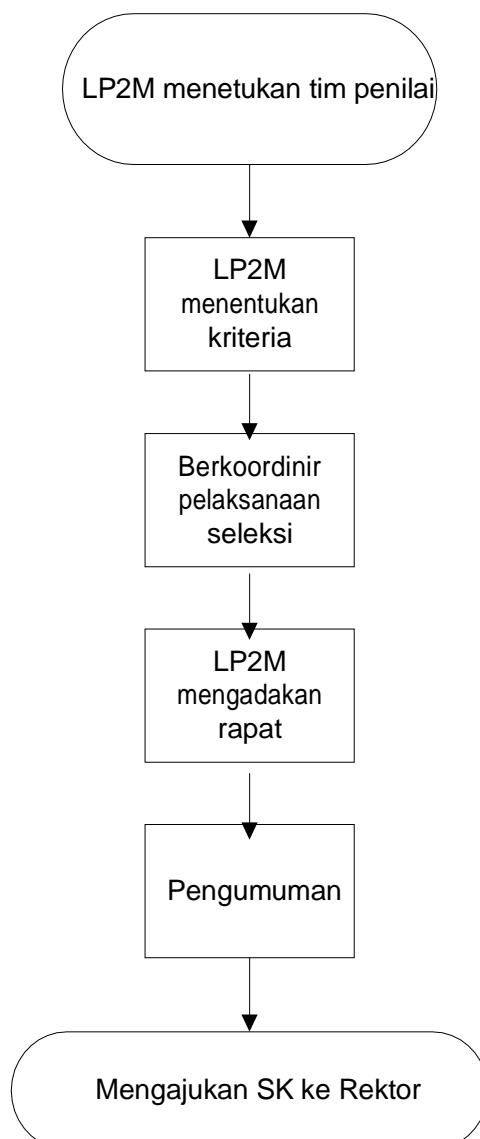 LP2M menetukan tim penilai
LP2M
menentukan
kriteria
Berkoordinir
pelaksanaan
seleksi
LP2M
mengadakan
rapat
Pengumuman
Mengajukan SK ke Rektor